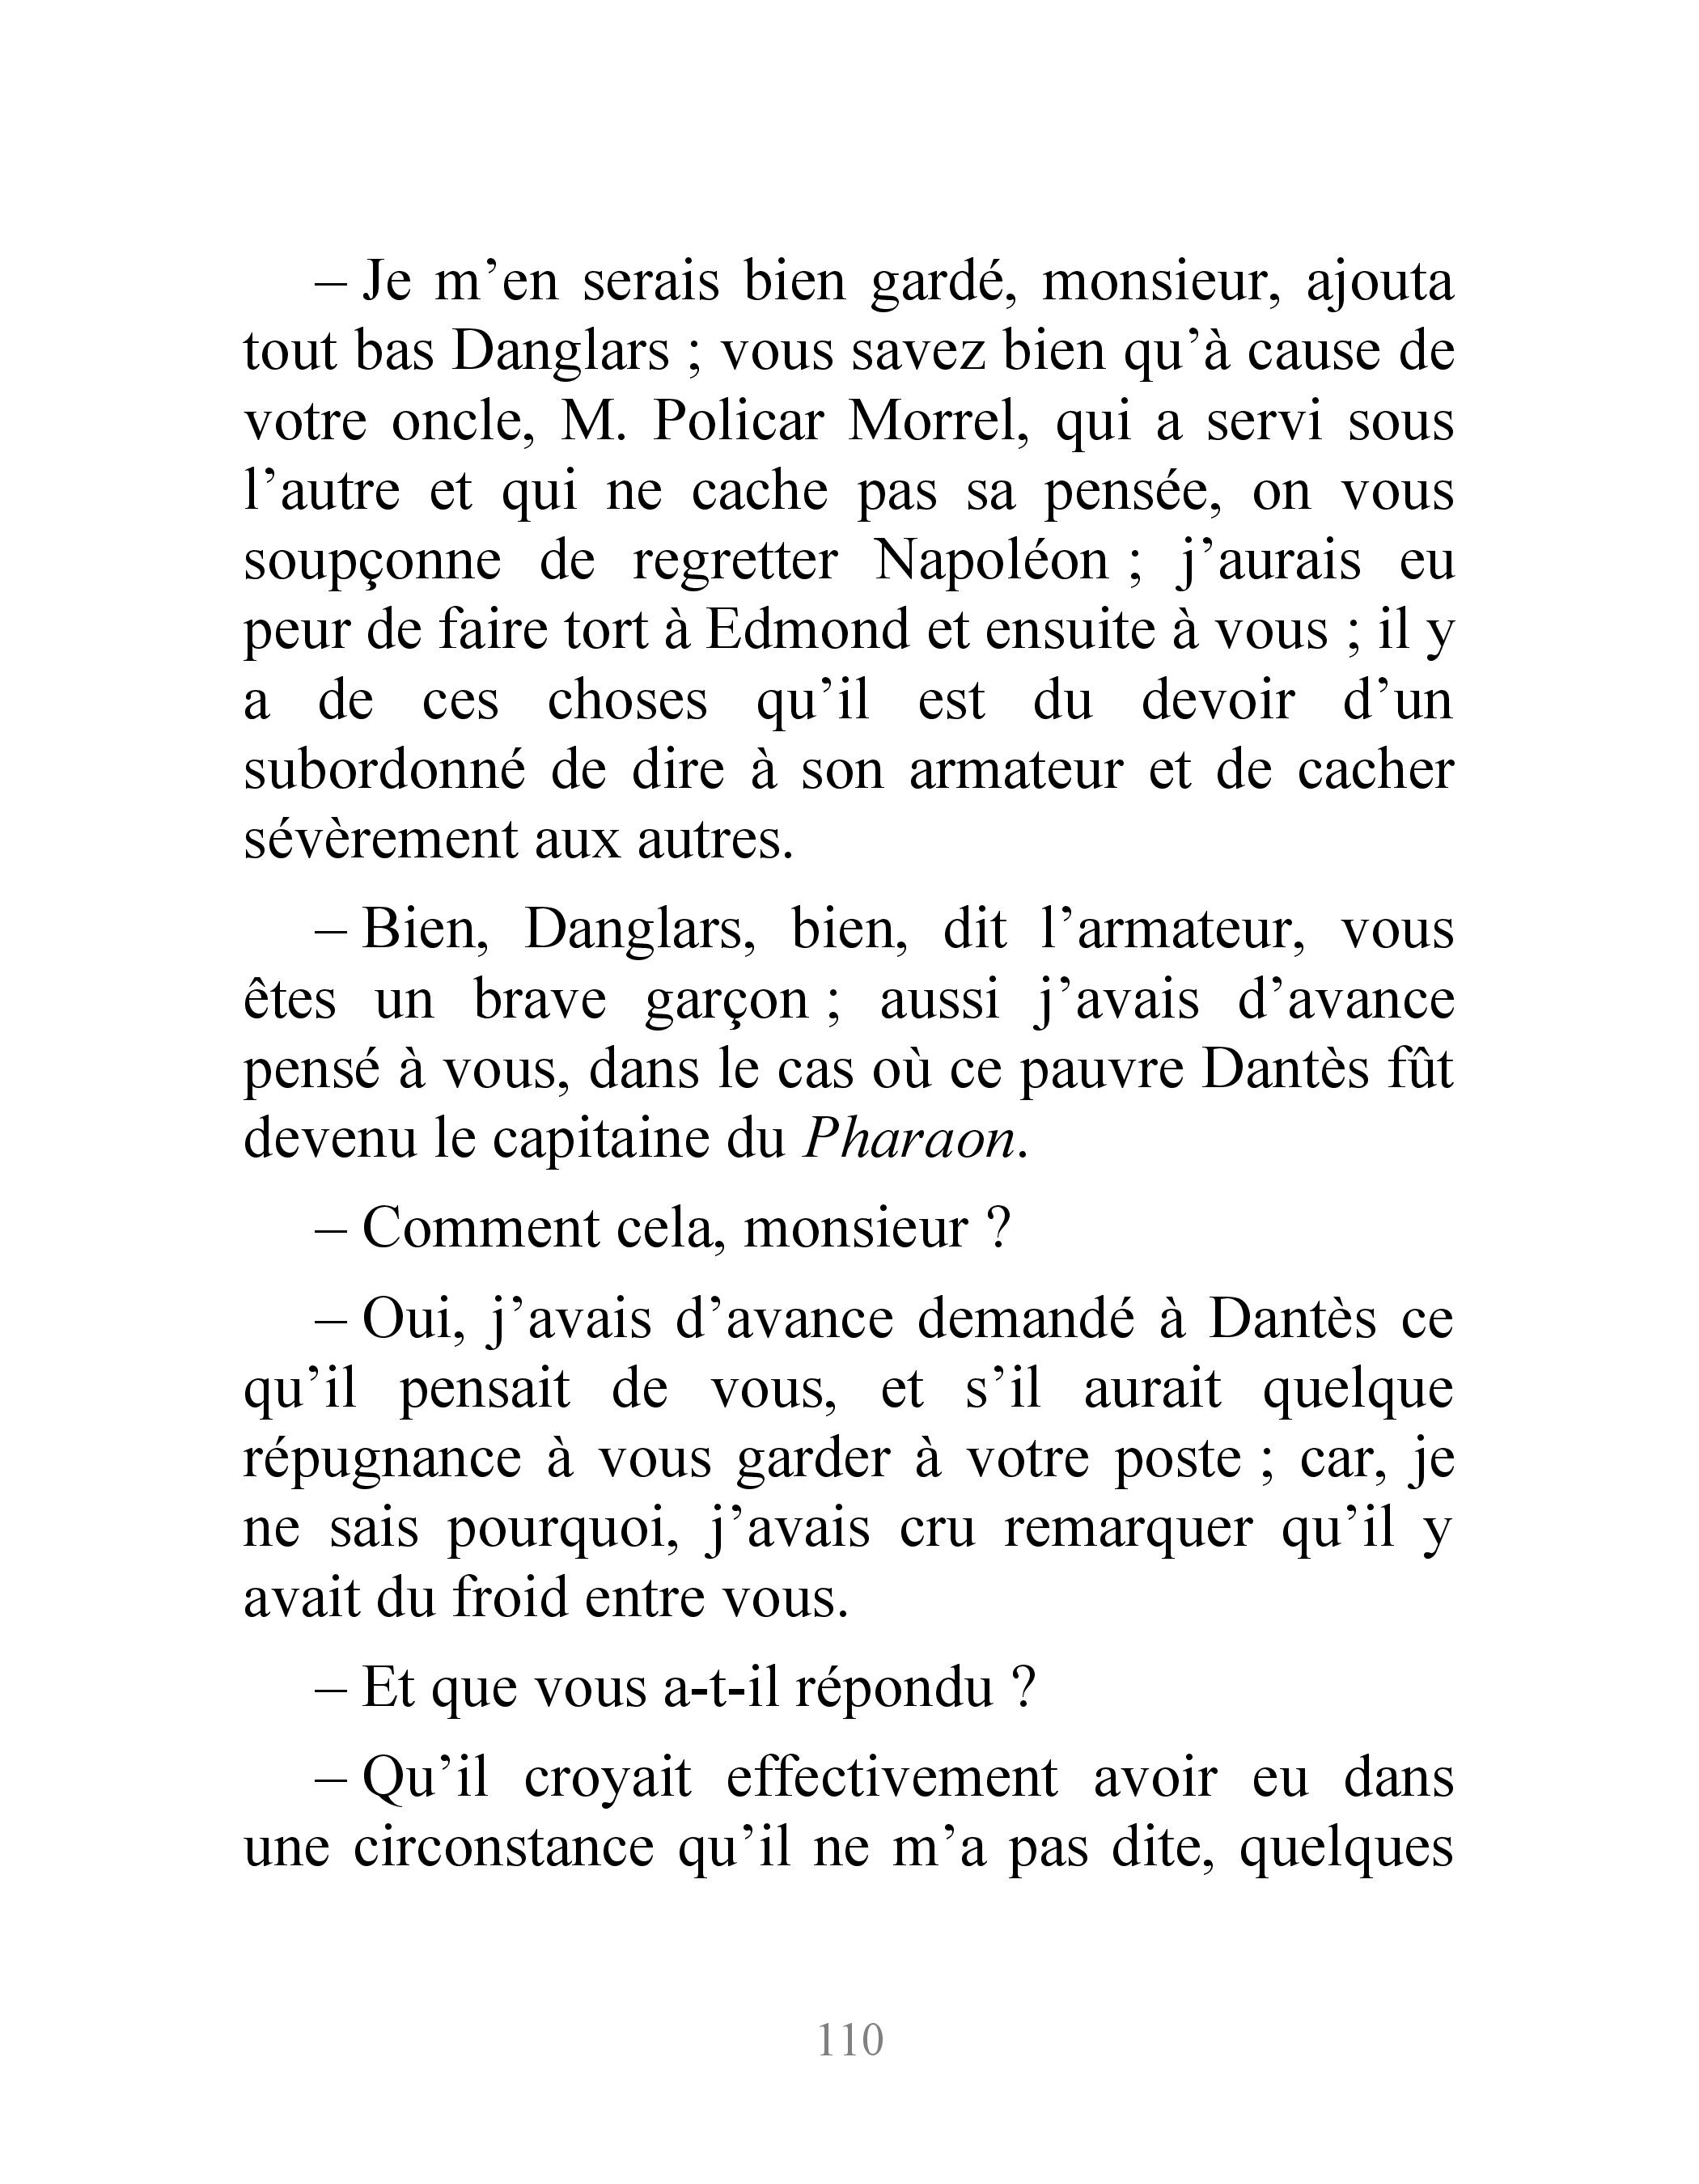 – Je m’en serais bien gardé, monsieur, ajouta
tout bas Danglars ; vous savez bien qu’à cause de
votre oncle, M. Policar Morrel, qui a servi sous
l’autre et qui ne cache pas sa pensée, on vous
soupçonne de regretter Napoléon ; j’aurais eu
peur de faire tort à Edmond et ensuite à vous ; il y
a de ces choses qu’il est du devoir d’un
subordonné de dire à son armateur et de cacher
sévèrement aux autres.
– Bien, Danglars, bien, dit l’armateur, vous
êtes un brave garçon ; aussi j’avais d’avance
pensé à vous, dans le cas où ce pauvre Dantès fût
devenu le capitaine du Pharaon.
– Comment cela, monsieur ?
– Oui, j’avais d’avance demandé à Dantès ce
qu’il pensait de vous, et s’il aurait quelque
répugnance à vous garder à votre poste ; car, je
ne sais pourquoi, j’avais cru remarquer qu’il y
avait du froid entre vous.
– Et que vous a-t-il répondu ?
– Qu’il croyait effectivement avoir eu dans
une circonstance qu’il ne m’a pas dite, quelques
110